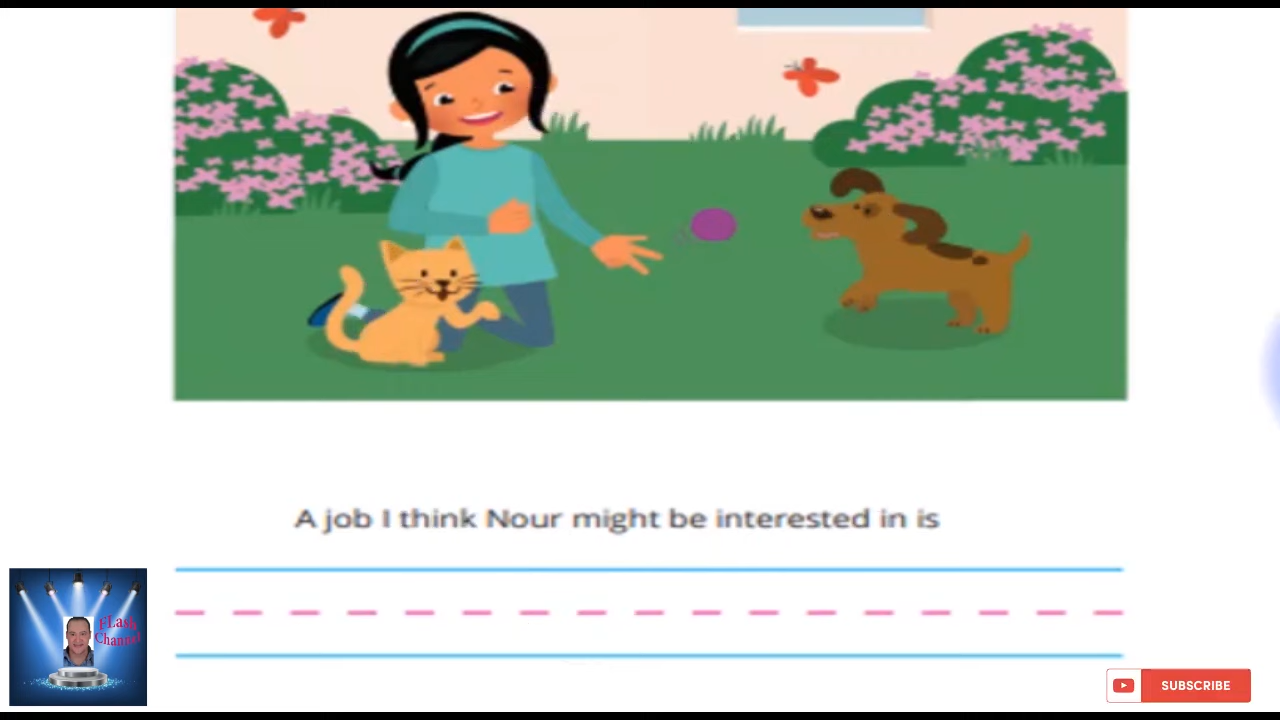 A job I think Nour might be interested in is
FLash
Channel
SUBSCRIBE